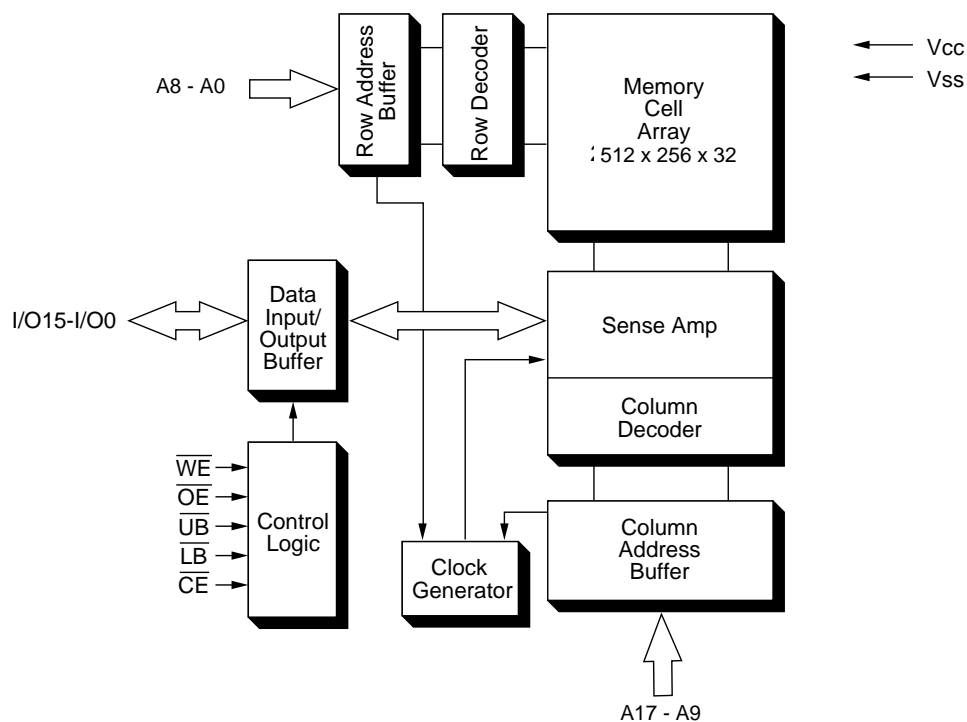 A8 - A0
Row Address
Buffer
Row Decoder
Memory
Cell
Array
512 x 256 x 32
Vcc
Vss
I/O15-I/O0
Data
Input/
Output
Buffer
Sense Amp
Column
Decoder
WE
OE
UB
LB
CE
Control
Logic
Clock
Generator
Column
Address
Buffer
A17 - A9